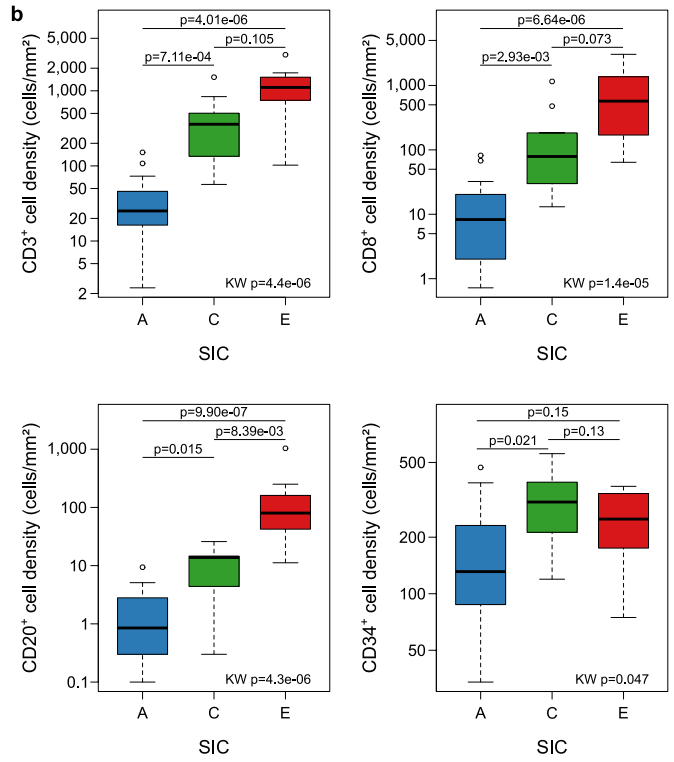 b
p=4.01e-06
p=0.105
p=7.11e-04
CD3+ cell density (cells/mm²)
5,000
2,000
1,000
500
200
100
50
20
10
5
2
KW p=4.4e-06
A C E
SIC
p=6.64e-06
p=0.073
p=2.93e-03
CD8+ cell density (cells/mm²)
5,000
1,000
500
100
50
10
5
1
KW p=1.4e-05
A C E
SIC
p=9.90e-07
p=8.39e-03
p=0.015
CD20+ cell density (cells/mm²)
1,000
100
10
1
0.1
KW p=4.3e-06
A C E
SIC
p=0.15
p=0.13
p=0.021
CD34+ cell density (cells/mm²)
500
200
100
50
KW p=0.047
A C E
SIC